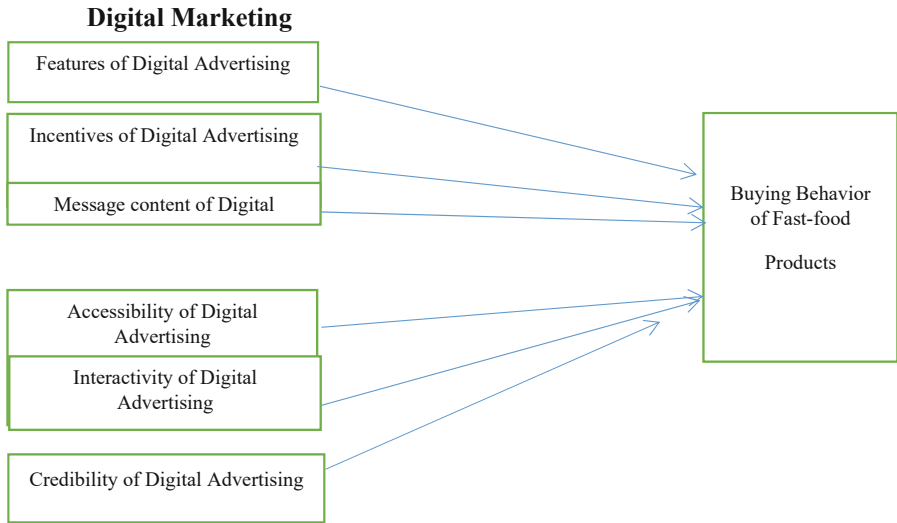 Digital Marketing
Features of Digital Advertising
Incentives of Digital Advertising
Message content of Digital
Accessibility of Digital
Advertising
Interactivity of Digital
Advertising
Credibility of Digital Advertising
Buying Behavior
of Fast-food
Products